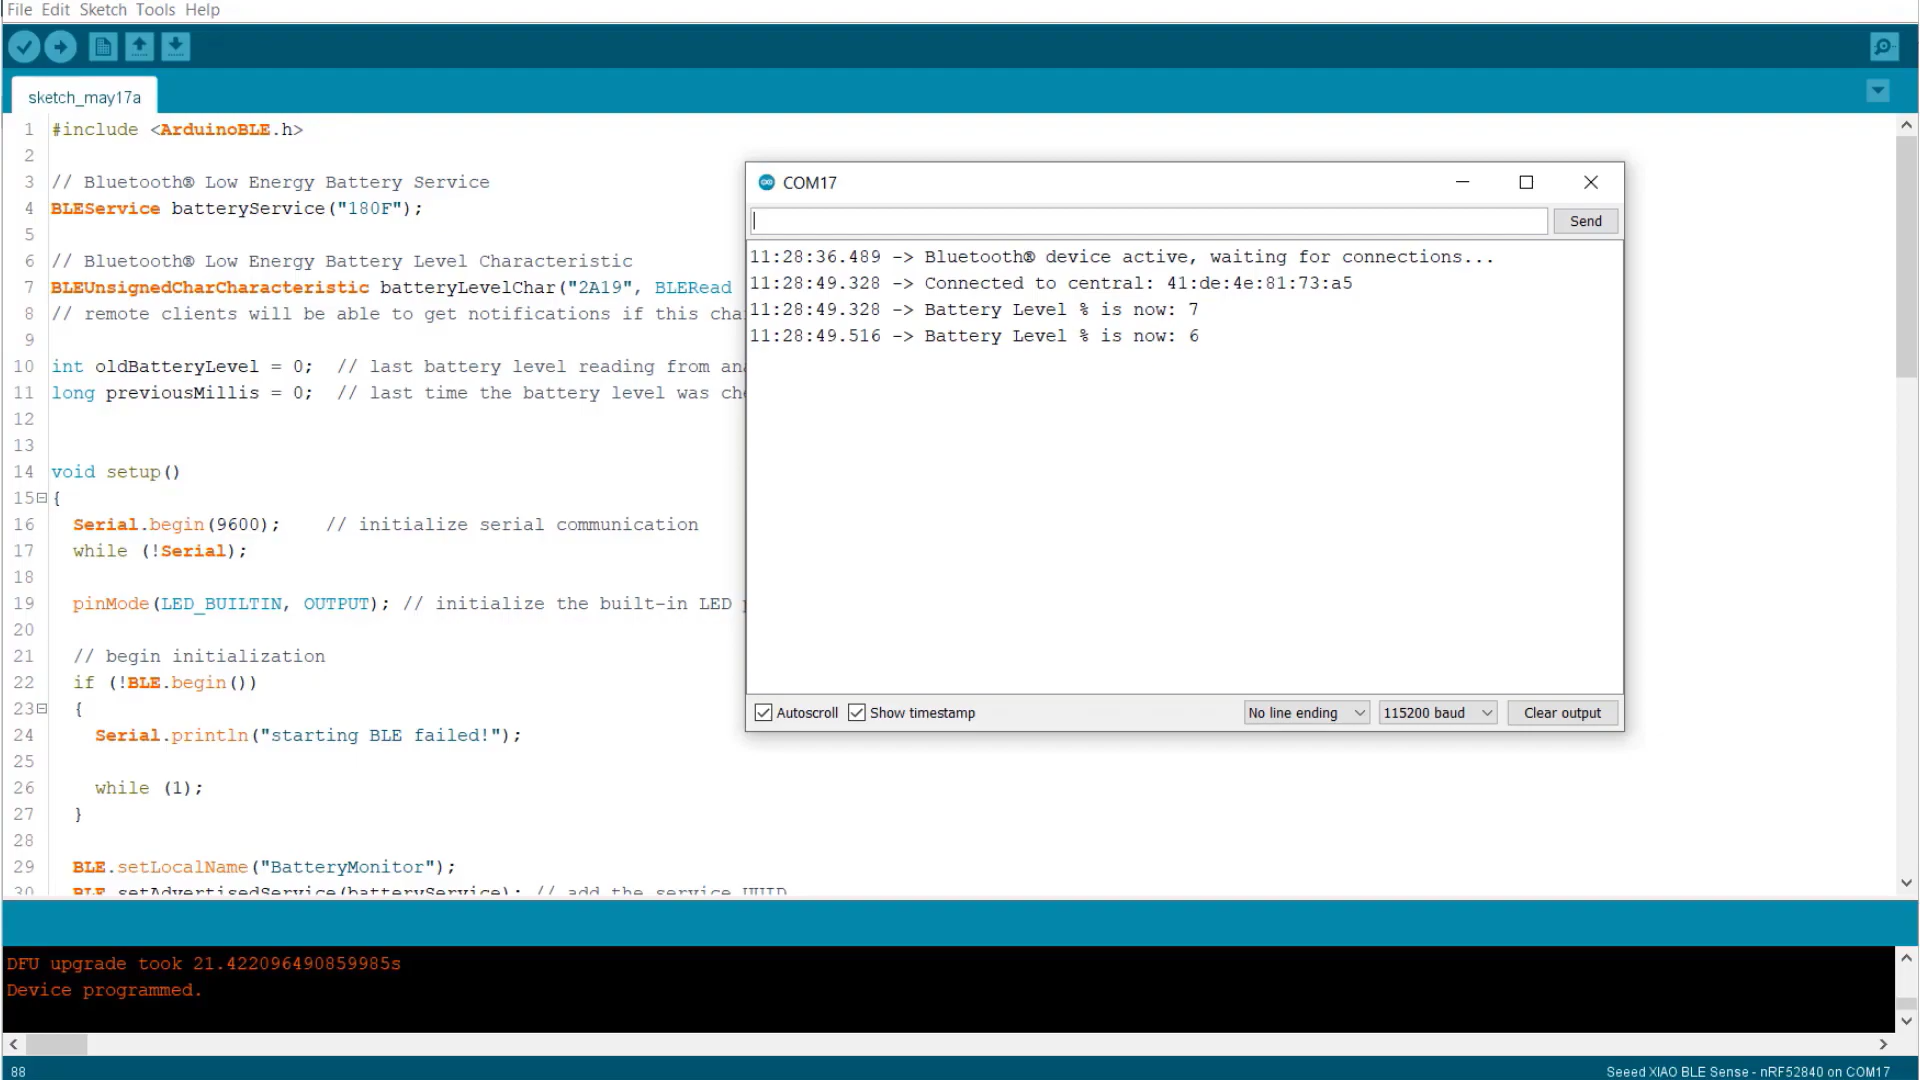 File Edit Sketch Tools Help
sketch_may17a
1 #include <ArduinoBLE.h>
2
3 // Bluetooth® Low Energy Battery Service
4 BLEService batteryService("180F");
5
6 // Bluetooth® Low Energy Battery Level Characteristic
7 BLEUnsignedCharCharacteristic batteryLevelChar("2A19", BLERead
8 // remote clients will be able to get notifications if this cha
9
10 int oldBatteryLevel = 0;  // last battery level reading from an
11 long previousMillis = 0;  // last time the battery level was ch
12
13
14 void setup()
15 {
16 Serial.begin(9600);    // initialize serial communication
17 while (!Serial);
18
19 pinMode(LED_BUILTIN, OUTPUT); // initialize the built-in LED
20
21 // begin initialization
22 if (!BLE.begin())
23 {
24 Serial.println("starting BLE failed!");
25
26 while (1);
27 }
28
29 BLE.setLocalName("BatteryMonitor");
30 BLE.setAdvertisedService(batteryService); // add the service UUID
COM17
Send
11:28:36.489 -> Bluetooth® device active, waiting for connections...
11:28:49.328 -> Connected to central: 41:de:4e:81:73:a5
11:28:49.328 -> Battery Level % is now: 7
11:28:49.516 -> Battery Level % is now: 6
Autoscroll Show timestamp No line ending 115200 baud Clear output
DFU upgrade took 21.422096490859985s
Device programmed.
88 Seeed XIAO BLE Sense - nRF52840 on COM17